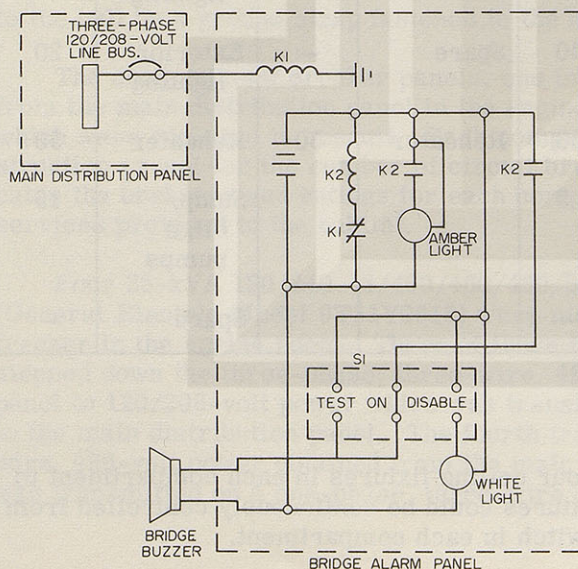 THREE-PHASE
120/208-VOLT
LINE BUS.
K1
MAIN DISTRIBUTION PANEL
K2
K2
K2
K1
AMBER
LIGHT
S1
TEST ON DISABLE
WHITE
LIGHT
BRIDGE
BUZZER
BRIDGE ALARM PANEL